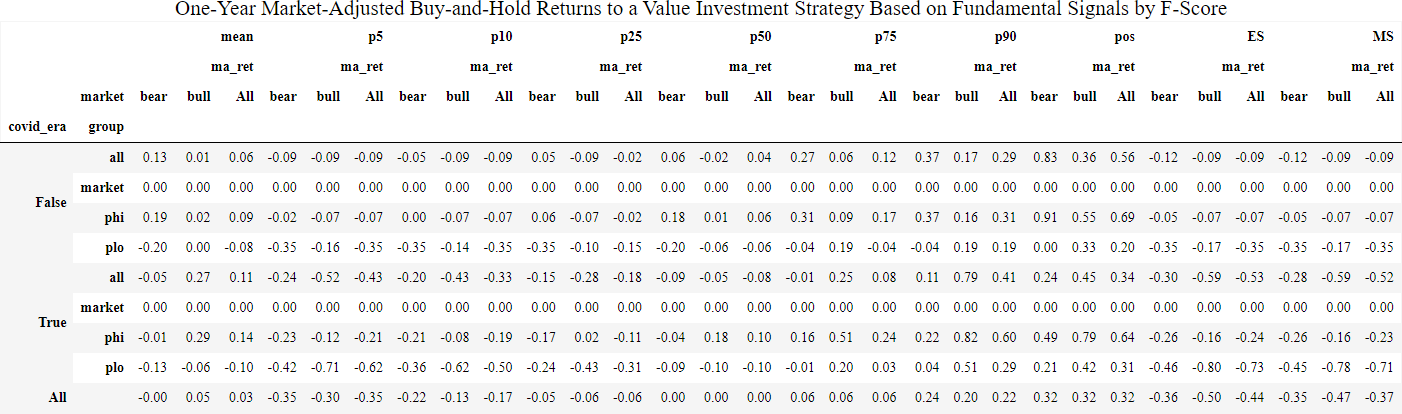 One-Year Market-Adjusted Buy-and-Hold Returns to a Value Investment Strategy Based on Fundamental Signals by F-Score
mean p5 p10 p25 p50 p75 p90 pos ES MS
ma_ret ma_ret ma_ret ma_ret ma_ret ma_ret ma_ret ma_ret ma_ret ma_ret
market bear bull All bear bull All bear bull All bear bull All bear bull All bear bull All bear bull All bear bull All bear bull All bear bull All
covid_era group
all 0.13 0.01 0.06 -0.09 -0.09 -0.09 -0.05 -0.09 -0.09 0.05 -0.09 -0.02 0.06 -0.02 0.04 0.27 0.06 0.12 0.37 0.17 0.29 0.83 0.36 0.56 -0.12 -0.09 -0.09 -0.12 -0.09 -0.09
market 0.00 0.00 0.00 0.00 0.00 0.00 0.00 0.00 0.00 0.00 0.00 0.00 0.00 0.00 0.00 0.00 0.00 0.00 0.00 0.00 0.00 0.00 0.00 0.00 0.00 0.00 0.00 0.00 0.00 0.00
False
phi 0.19 0.02 0.09 -0.02 -0.07 -0.07 0.00 -0.07 -0.07 0.06 -0.07 -0.02 0.18 0.01 0.06 0.31 0.09 0.17 0.37 0.16 0.31 0.91 0.55 0.69 -0.05 -0.07 -0.07 -0.05 -0.07 -0.07
plo -0.20 0.00 -0.08 -0.35 -0.16 -0.35 -0.35 -0.14 -0.35 -0.35 -0.10 -0.15 -0.20 -0.06 -0.06 -0.04 0.19 -0.04 -0.04 0.19 0.19 0.00 0.33 0.20 -0.35 -0.17 -0.35 -0.35 -0.17 -0.35
all -0.05 0.27 0.11 -0.24 -0.52 -0.43 -0.20 -0.43 -0.33 -0.15 -0.28 -0.18 -0.09 -0.05 -0.08 -0.01 0.25 0.08 0.11 0.79 0.41 0.24 0.45 0.34 -0.30 -0.59 -0.53 -0.28 -0.59 -0.52
market 0.00 0.00 0.00 0.00 0.00 0.00 0.00 0.00 0.00 0.00 0.00 0.00 0.00 0.00 0.00 0.00 0.00 0.00 0.00 0.00 0.00 0.00 0.00 0.00 0.00 0.00 0.00 0.00 0.00 0.00
True
phi -0.01 0.29 0.14 -0.23 -0.12 -0.21 -0.21 -0.08 -0.19 -0.17 0.02 -0.11 -0.04 0.18 0.10 0.16 0.51 0.24 0.22 0.82 0.60 0.49 0.79 0.64 -0.26 -0.16 -0.24 -0.26 -0.16 -0.23
plo -0.13 -0.06 -0.10 -0.42 -0.71 -0.62 -0.36 -0.62 -0.50 -0.24 -0.43 -0.31 -0.09 -0.10 -0.10 -0.01 0.20 0.03 0.04 0.51 0.29 0.21 0.42 0.31 -0.46 -0.80 -0.73 -0.45 -0.78 -0.71
All -0.00 0.05 0.03 -0.35 -0.30 -0.35 -0.22 -0.13 -0.17 -0.05 -0.06 -0.06 0.00 0.00 0.00 0.06 0.06 0.06 0.24 0.20 0.22 0.32 0.32 0.32 -0.36 -0.50 -0.44 -0.35 -0.47 -0.37